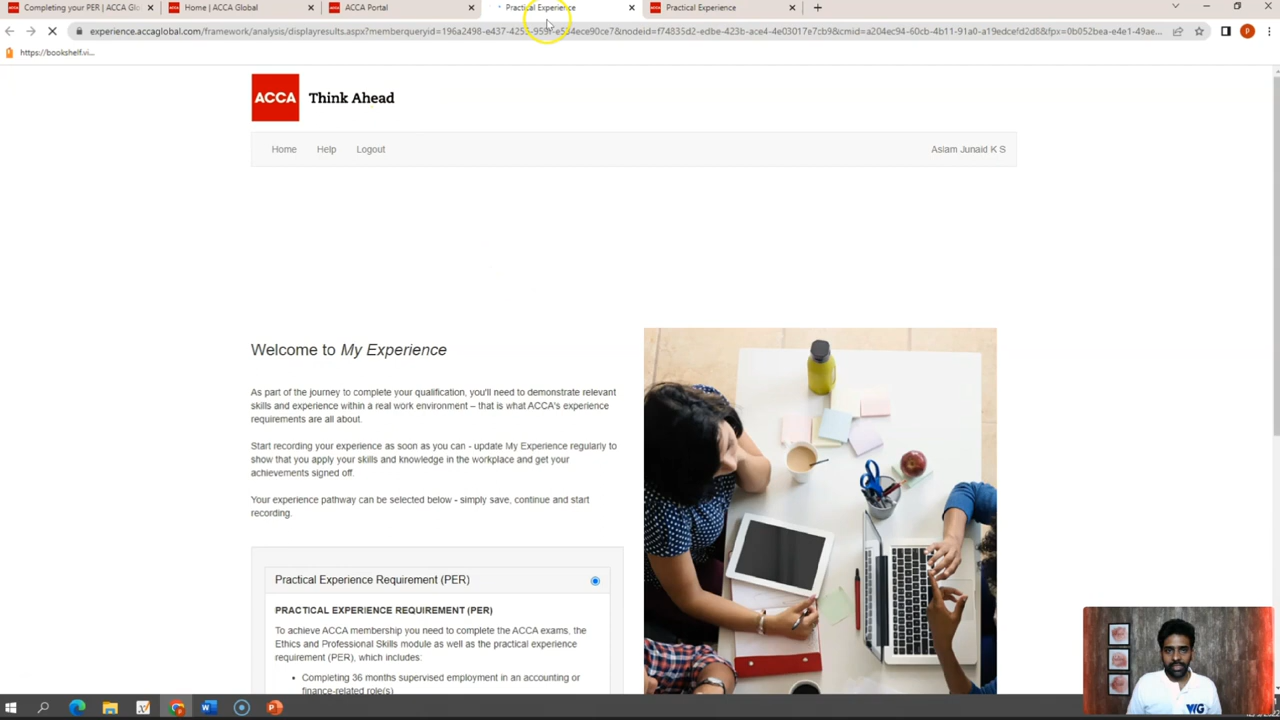 Completing your PER | ACCA Glo
Home | ACCA Global
ACCA Portal
Practical Experience
Practical Experience
https://bookshelf.vi...
ACCA
Think Ahead
Home
Help
Logout
Aslam Junaid K S
Welcome to My Experience
As part of the journey to complete your qualification, you'll need to demonstrate relevant
skills and experience within a real work environment – that is what ACCA's experience
requirements are all about.
Start recording your experience as soon as you can - update My Experience regularly to
show that you apply your skills and knowledge in the workplace and get your
achievements signed off.
Your experience pathway can be selected below - simply save, continue and start
recording.
Practical Experience Requirement (PER)
PRACTICAL EXPERIENCE REQUIREMENT (PER)
To achieve ACCA membership you need to complete the ACCA exams, the
Ethics and Professional Skills module as well as the practical experience
requirement (PER), which includes:
• Completing 36 months supervised employment in an accounting or
finance-related role(s)